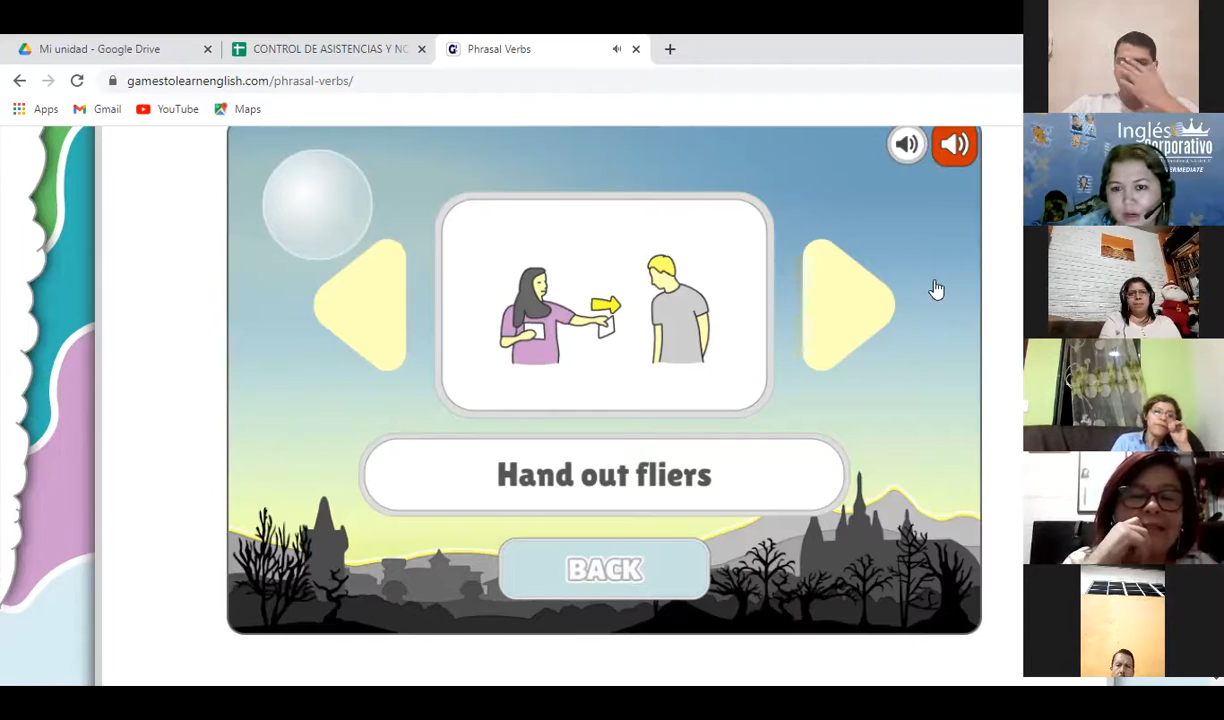 Mi unidad - Google Drive
CONTROL DE ASISTENCIAS Y NC
Phrasal Verbs
gamestolearnenglish.com/phrasal-verbs/
Apps
Gmail
YouTube
Maps
Hand out fliers
BACK
Inglés
Corporativo